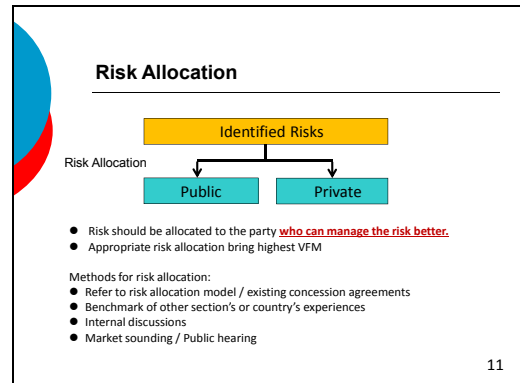 Risk Allocation
Identified Risks
Risk Allocation
Public
Private
● Risk should be allocated to the party who can manage the risk better.
● Appropriate risk allocation bring highest VFM
Methods for risk allocation:
● Refer to risk allocation model / existing concession agreements
● Benchmark of other section's or country's experiences
● Internal discussions
● Market sounding / Public hearing
11